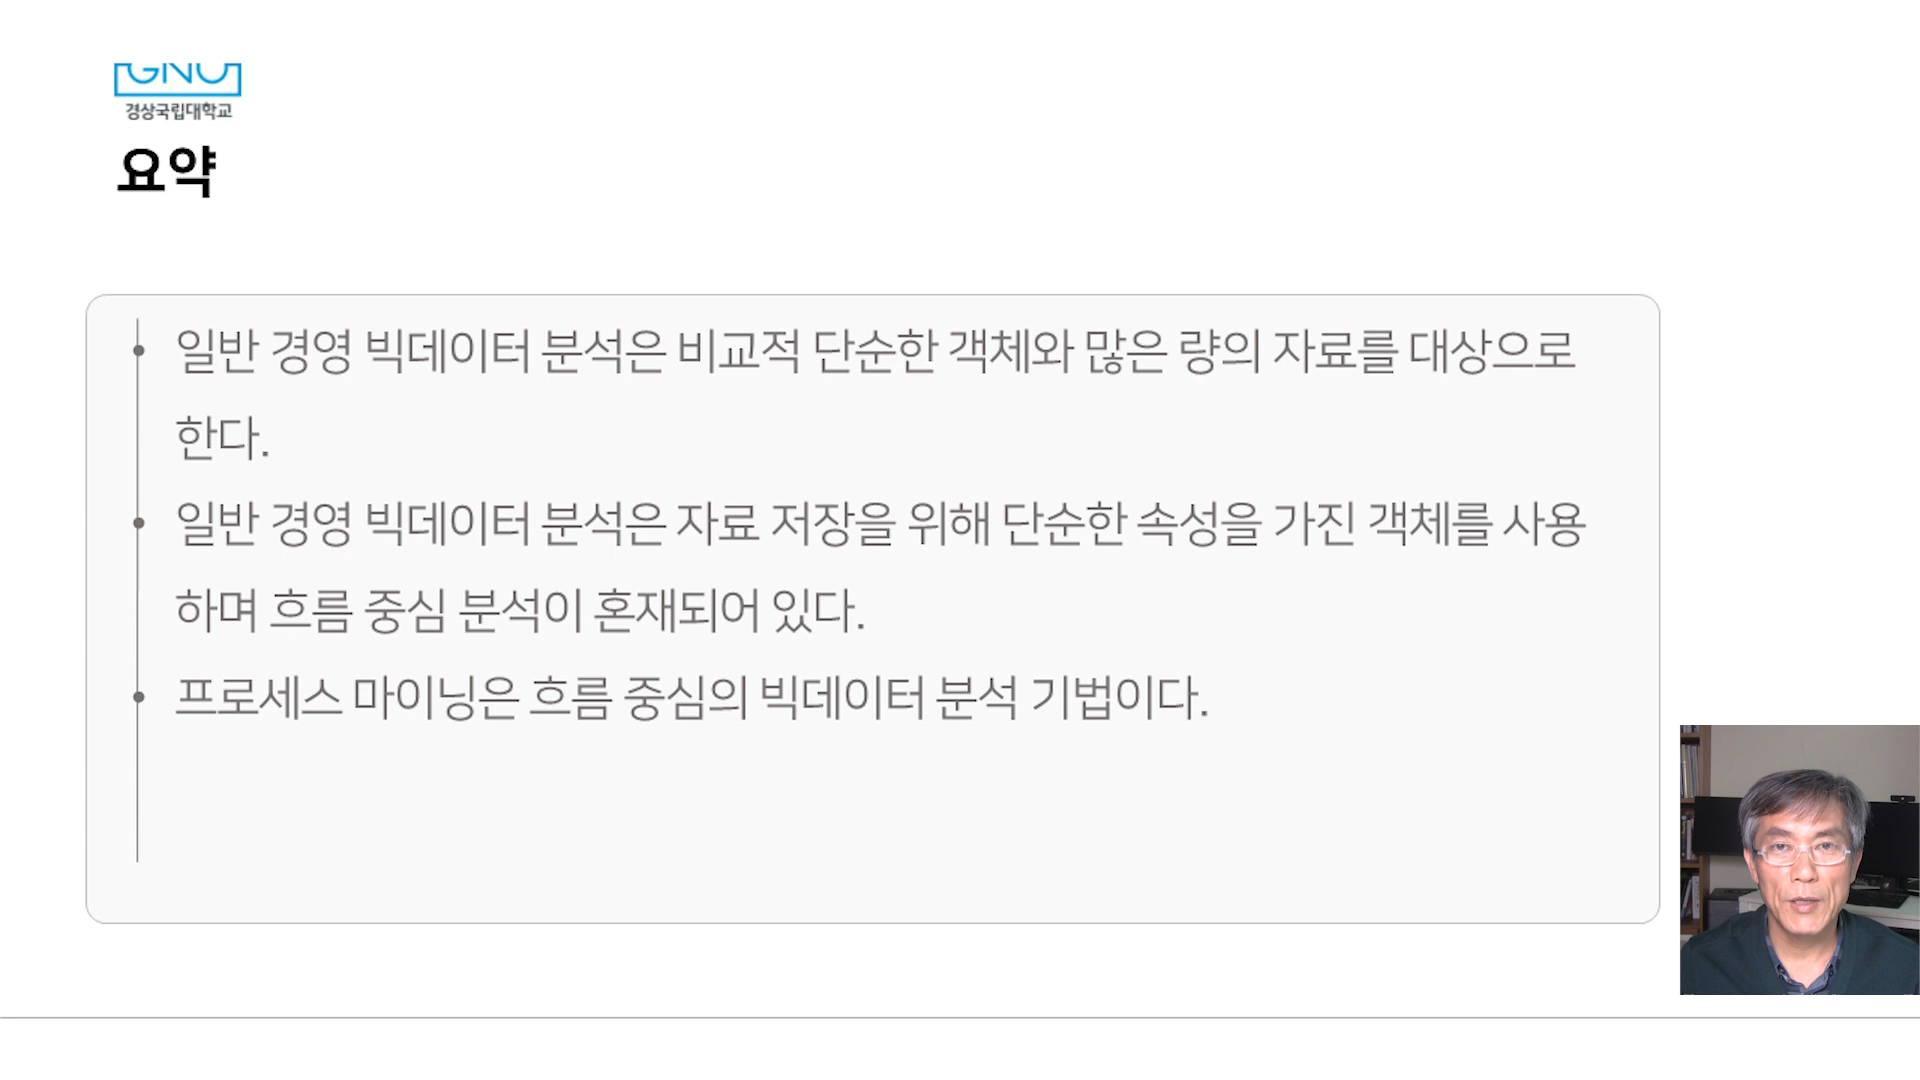 GNU
경상국립대학교
요약
일반 경영 빅데이터 분석은 비교적 단순한 객체와 많은 량의 자료를 대상으로
한다.
일반 경영 빅데이터 분석은 자료 저장을 위해 단순한 속성을 가진 객체를 사용
하며 흐름 중심 분석이 혼재되어 있다.
프로세스 마이닝은 흐름 중심의 빅데이터 분석 기법이다.